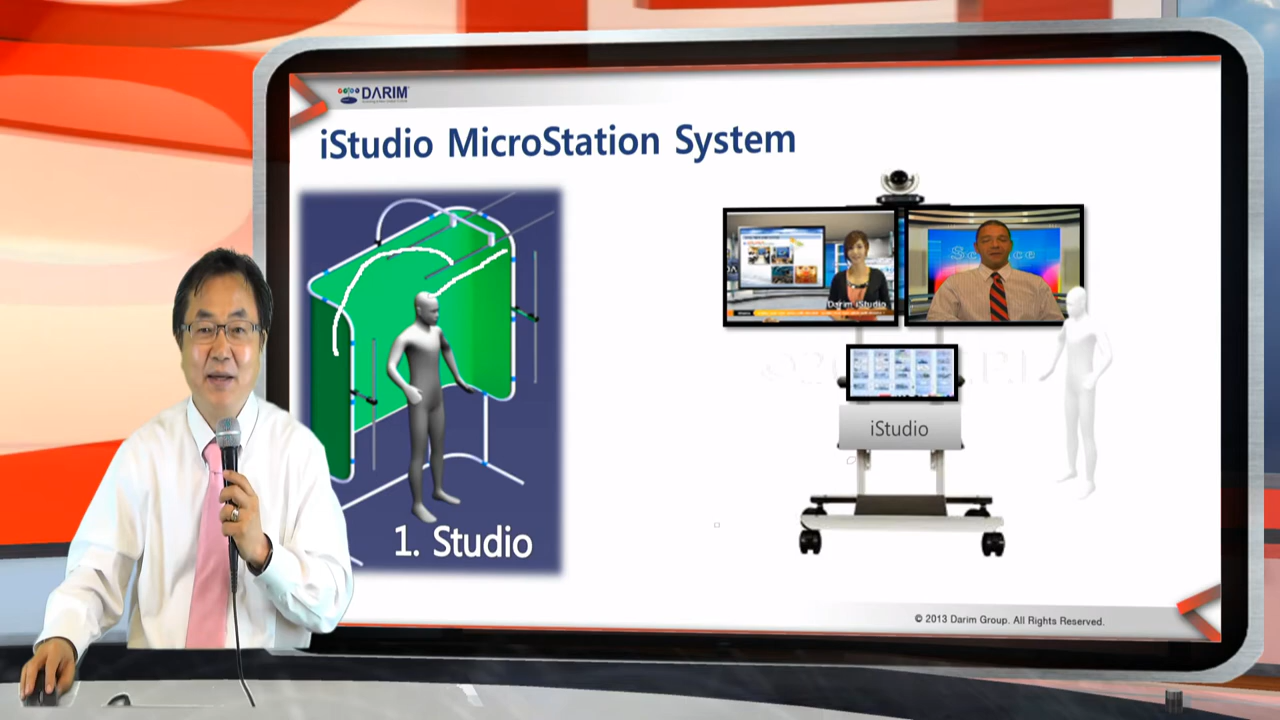 DARIM
iStudio MicroStation System
Darim iStudio
iStudio
1. Studio
© 2013 Darim Group. All Rights Reserved.